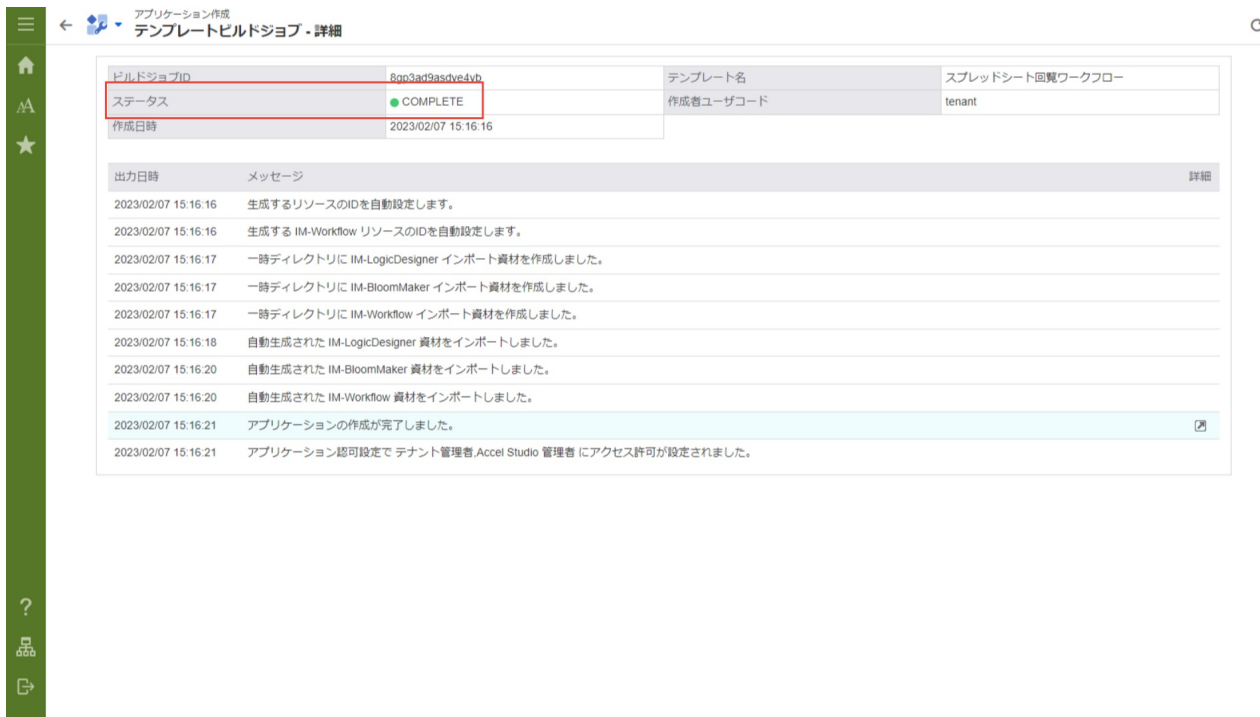 アプリケーション作成
テンプレートビルドジョブ - 詳細
ビルドジョブID 8gp3ad9asdve4vb テンプレート名 スプレッドシート回覧ワークフロー
ステータス COMPLETE 作成者ユーザコード tenant
作成日時 2023/02/07 15:16:16
出力日時 メッセージ 詳細
2023/02/07 15:16:16 生成するリソースのIDを自動設定します。
2023/02/07 15:16:16 生成する IM-Workflow リソースのIDを自動設定します。
2023/02/07 15:16:17 一時ディレクトリに IM-LogicDesigner インポート資材を作成しました。
2023/02/07 15:16:17 一時ディレクトリに IM-BloomMaker インポート資材を作成しました。
2023/02/07 15:16:17 一時ディレクトリに IM-Workflow インポート資材を作成しました。
2023/02/07 15:16:18 自動生成された IM-LogicDesigner 資材をインポートしました。
2023/02/07 15:16:20 自動生成された IM-BloomMaker 資材をインポートしました。
2023/02/07 15:16:20 自動生成された IM-Workflow 資材をインポートしました。
2023/02/07 15:16:21 アプリケーションの作成が完了しました。
2023/02/07 15:16:21 アプリケーション認可設定で テナント管理者,Accel Studio 管理者 にアクセス許可が設定されました。